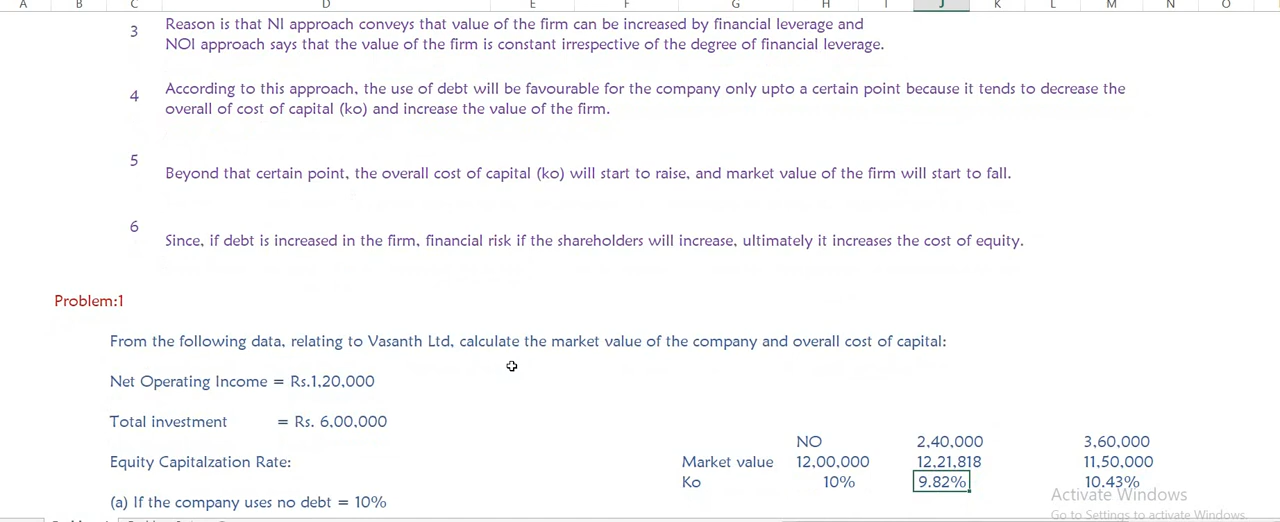 A B C D E F G H I J K L M N O
3 Reason is that NI approach conveys that value of the firm can be increased by financial leverage and
NOI approach says that the value of the firm is constant irrespective of the degree of financial leverage.
4 According to this approach, the use of debt will be favourable for the company only upto a certain point because it tends to decrease the
overall of cost of capital (ko) and increase the value of the firm.
5
Beyond that certain point, the overall cost of capital (ko) will start to raise, and market value of the firm will start to fall.
6
Since, if debt is increased in the firm, financial risk if the shareholders will increase, ultimately it increases the cost of equity.
Problem:1
From the following data, relating to Vasanth Ltd, calculate the market value of the company and overall cost of capital:
Net Operating Income = Rs.1,20,000
Total investment = Rs. 6,00,000
NO 2,40,000 3,60,000
Equity Capitalzation Rate: Market value 12,00,000 12,21,818 11,50,000
Ko 10% 9.82% 10.43%
(a) If the company uses no debt = 10%
Activate Windows
Go to Settings to activate Windows.